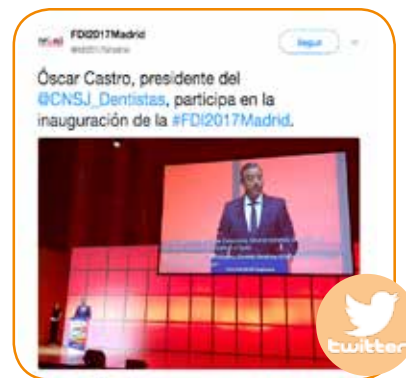 FDI2017Madrid
Seguir
Óscar Castro, presidente del
@CNSJ_Dentistas, participa en la
inauguración de la #FDI2017Madrid.
twitter